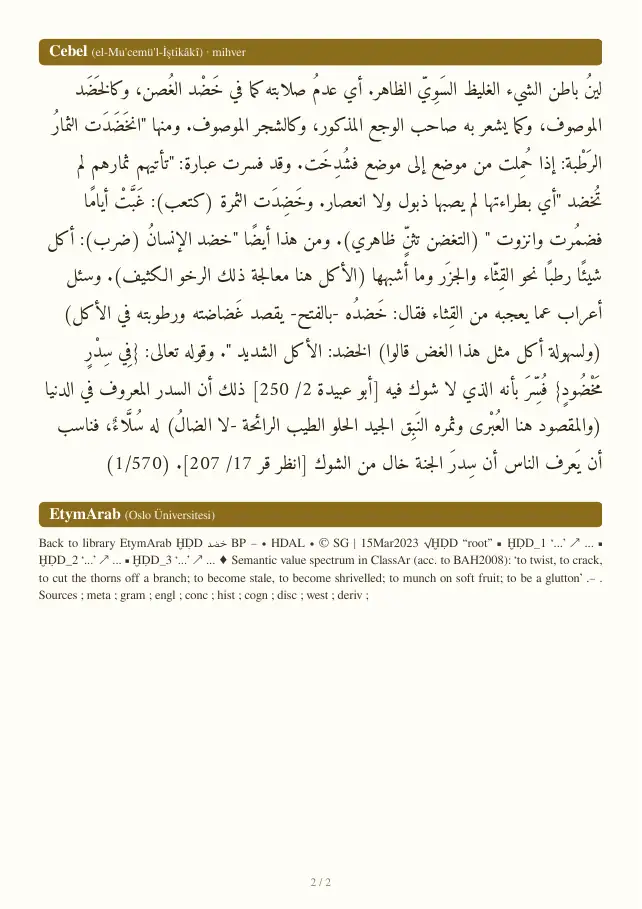 Cebel (el-Mu'cemü'l-İştikâkî) · mihver
لينُ باطن الشيء الغليظ السَوِيّ الظاهر. أي عدمُ صلابته كما في خَضْد الغُصن، وكالخَضَد
الموصوف، وكما يشعر به صاحب الوجع المذكور، وكالشجر الموصوف. ومنها "انخَضَدَت الثمارُ
الرَطْبة: إذا حُمِلت من موضع إلى موضع فشُدِخَت. وقد فسرت عبارة: "تأتيهم ثمارهم لم
تُخضد "أي بطراءتها لم يصبها ذبول ولا انعصار. وخَضِدَت الثمرة (كتعب): غَبَّتْ أيامًا
فضمُرت وانزوت " (التغضن تثنٍّ ظاهري). ومن هذا أيضًا "خضد الإنسانُ (ضرب): أكل
شيئًا رطبًا نحو القِثّاء والجزَر وما أشبهها (الأكل هنا معالجة ذلك الرخو الكثيف). وسئل
أعراب عما يعجبه من القِثاء فقال: خَضدُه -بالفتح- يقصد غَضاضته ورطوبته في الأكل)
(ولسهولة أكل مثل هذا الغض قالوا) الخضد: الأكل الشديد ". وقوله تعالى: {فِي سِدْرٍ
مَخْضُودٍ} فُسِّرَ بأنه الذي لا شوك فيه [أبو عبيدة 2/ 250] ذلك أن السدر المعروف في الدنيا
(والمقصود هنا العُبْرى وثمره النَبِق الجيد الحلو الطيب الرائحة -لا الضالُ) له سُلَّاءٌ، فناسب
أن يَعرف الناس أن سِدرَ الجنة خال من الشوك [انظر قر 17/ 207]. (1/570)
EtymArab (Oslo Üniversitesi)
Back to library EtymArab ḪḌD خضد BP – • HDAL • © SG | 15Mar2023 √ḪḌD “root” ▪ ḪḌD_1 ‘...’ ↗ ... ▪
ḪḌD_2 ‘...’ ↗ ... ▪ ḪḌD_3 ‘...’ ↗ ... ♦ Semantic value spectrum in ClassAr (acc. to BAH2008): ‘to twist, to crack,
to cut the thorns off a branch; to become stale, to become shrivelled; to munch on soft fruit; to be a glutton’ .– .
Sources ; meta ; gram ; engl ; conc ; hist ; cogn ; disc ; west ; deriv ;
2 / 2